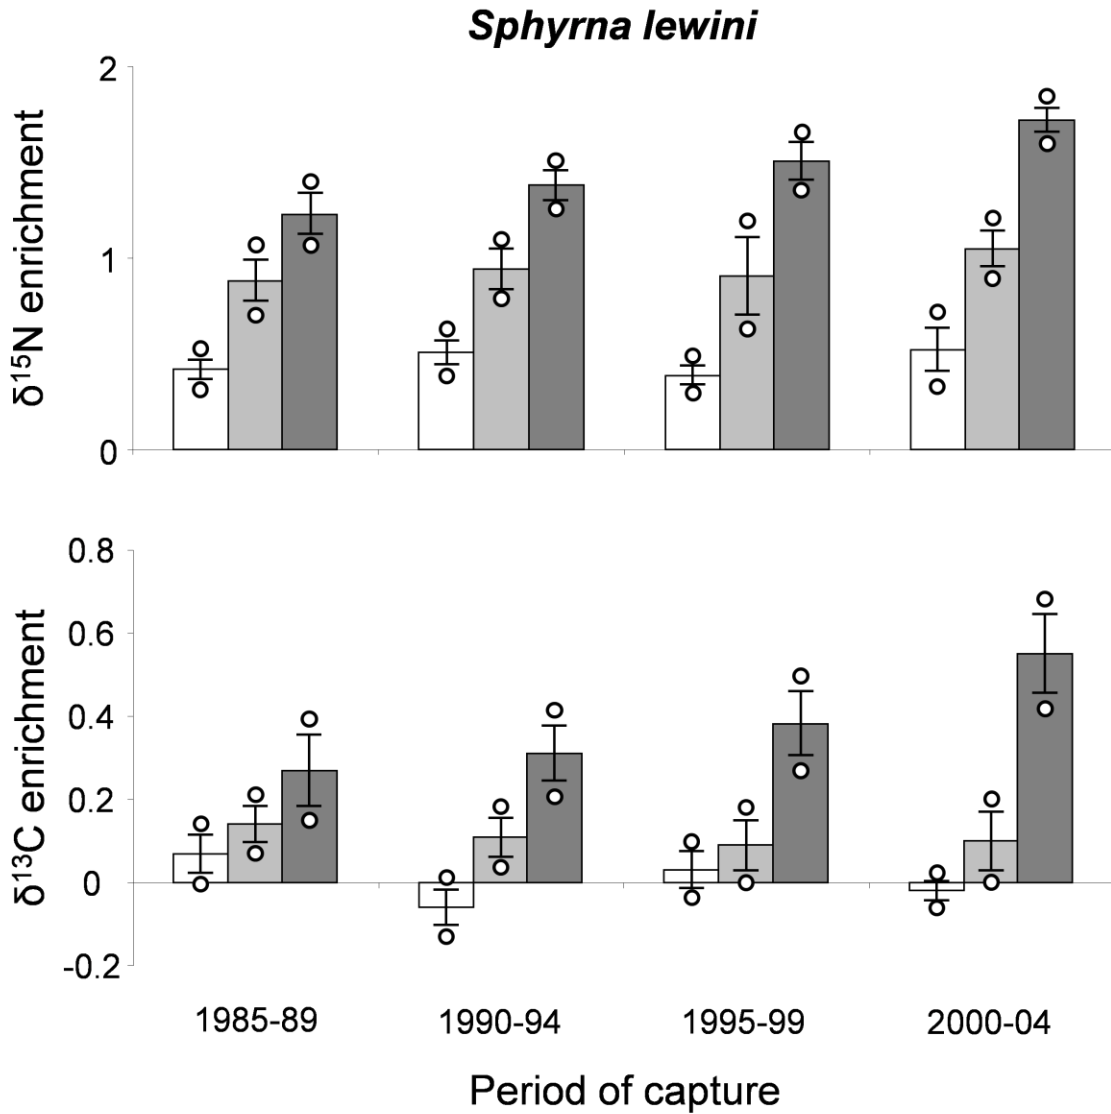 Sphyrna lewini
δ¹⁵N enrichment
2
1
0
δ¹³C enrichment
0.8
0.6
0.4
0.2
0
-0.2
1985-89 1990-94 1995-99 2000-04
Period of capture